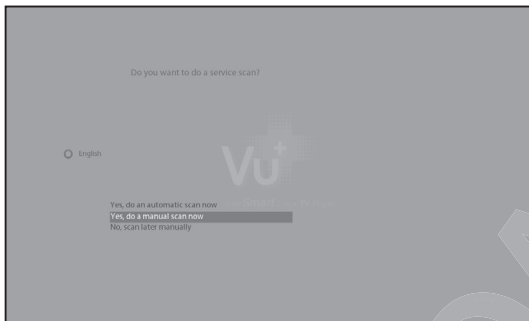 Do you want to do a service scan?
Vu+
English
Smart
Yes, do an automatic scan now
Yes, do a manual scan now
No, scan later manually